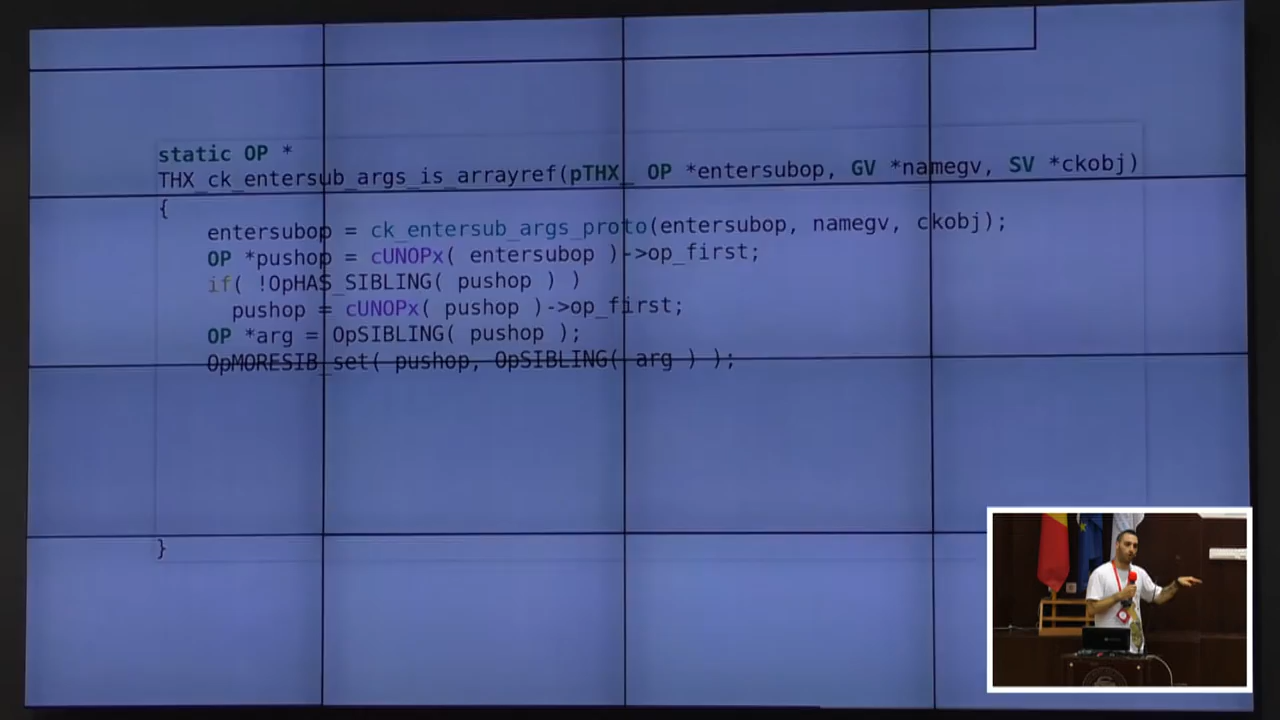 static OP *
THX_ck_entersub_args_is_arrayref(pTHX_ OP *entersubop, GV *namegv, SV *ckobj)
{
entersubop = ck_entersub_args_proto(entersubop, namegv, ckobj);
OP *pushop = cUNOPx( entersubop )->op_first;
if( !OpHAS_SIBLING( pushop ) )
pushop = cUNOPx( pushop )->op_first;
OP *arg = OpSIBLING( pushop );
OpMORESIB_set( pushop, OpSIBLING( arg ) );
}